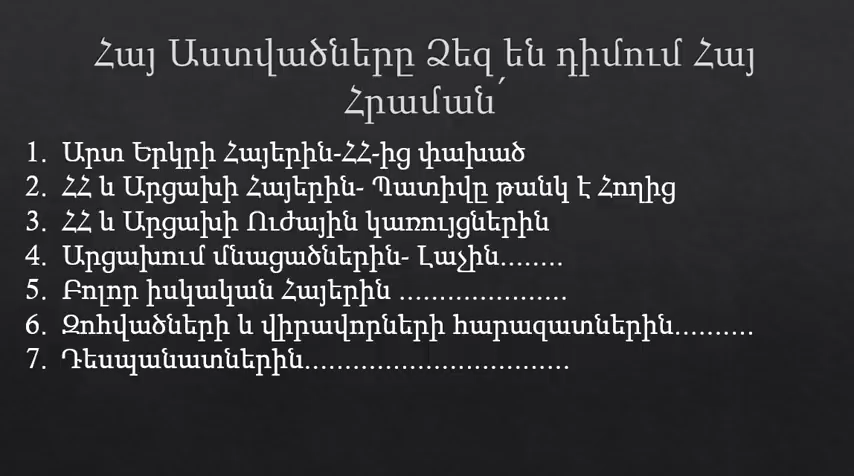 Հայ Աստվածները Ձեզ են դիմում Հայ
Հրաման՛
1. Արտ Երկրի Հայերին-ՀՀ-ից փախած
2. ՀՀ և Արցախի Հայերին- Պատիվը թանկ է Հողից
3. ՀՀ և Արցախի Ուժային կառույցներին
4. Արցախում մնացածներին- Լաչին........
5. Բոլոր իսկական Հայերին .....................
6. Զոհվածների և վիրավորների հարազատներին..........
7. Դեսպանատներին.................................